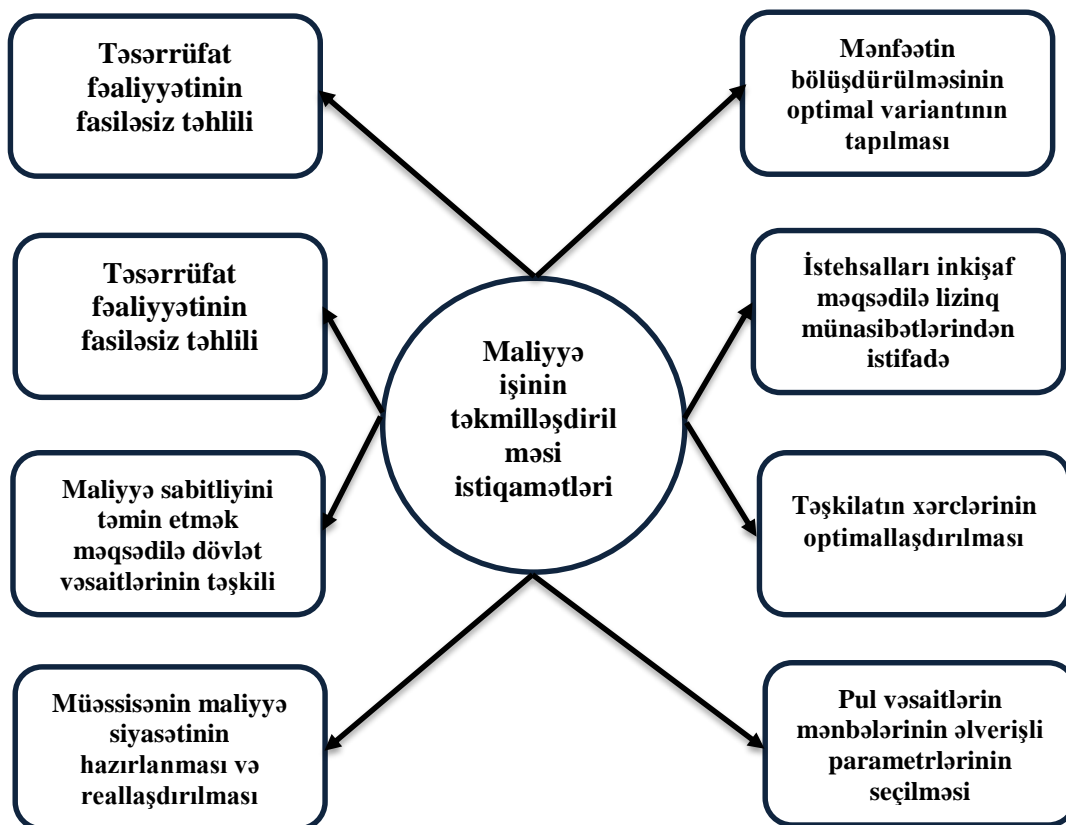 Təsərrüfat
fəaliyyətinin
fasiləsiz təhlili
Mənfəətin
bölüşdürülməsinin
optimal variantının
tapılması
Təsərrüfat
fəaliyyətinin
fasiləsiz təhlili
İstehsalları inkişaf
məqsədilə lizinq
münasibətlərindən
istifadə
Maliyyə
işinin
təkmilləşdiril
məsi
istiqamətləri
Maliyyə sabitliyini
təmin etmək
məqsədilə dövlət
vəsaitlərinin təşkili
Təşkilatın xərclərinin
optimallaşdırılması
Müəssisənin maliyyə
siyasətinin
hazırlanması və
reallaşdırılması
Pul vəsaitlərin
mənbələrinin əlverişli
parametrlərinin
seçilməsi